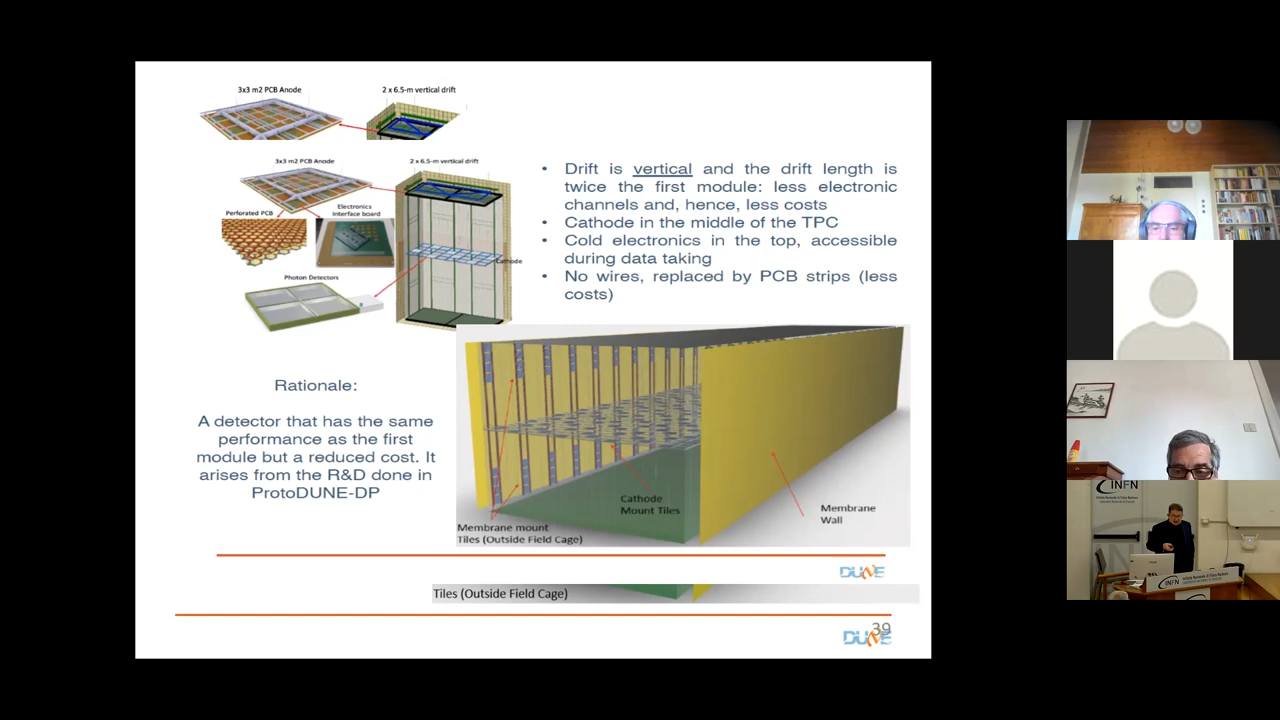 3x3 m2 PCB Anode
2 x 6.5-m vertical drift
3x3 m2 PCB Anode
2 x 6.5-m vertical drift
Perforated PCB
Electronics
Interface board
Cathode
Photon Detectors
• Drift is vertical and the drift length is
twice the first module: less electronic
channels and, hence, less costs
• Cathode in the middle of the TPC
• Cold electronics in the top, accessible
during data taking
• No wires, replaced by PCB strips (less
costs)
Rationale:
A detector that has the same
performance as the first
module but a reduced cost. It
arises from the R&D done in
ProtoDUNE-DP
Cathode
Mount Tiles
Membrane
Wall
Membrane mount
Tiles (Outside Field Cage)
DUNE
Tiles (Outside Field Cage)
39
DUNE
INFN
INFN